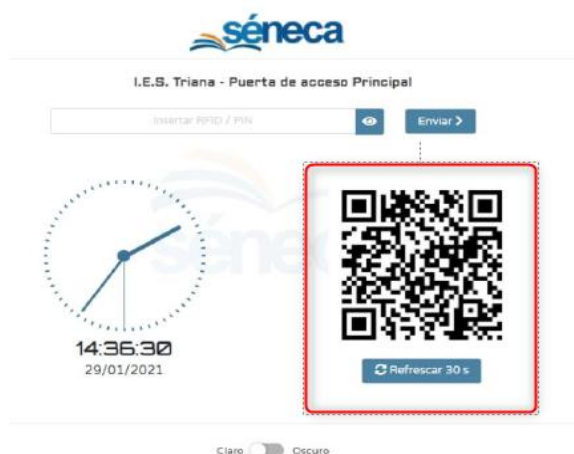 séneca
I.E.S. Triana - Puerta de acceso Principal
Insertar RFID / PIN
Enviar >
séneca
14:36:30
29/01/2021
Refrescar 30 s
Claro
Oscuro